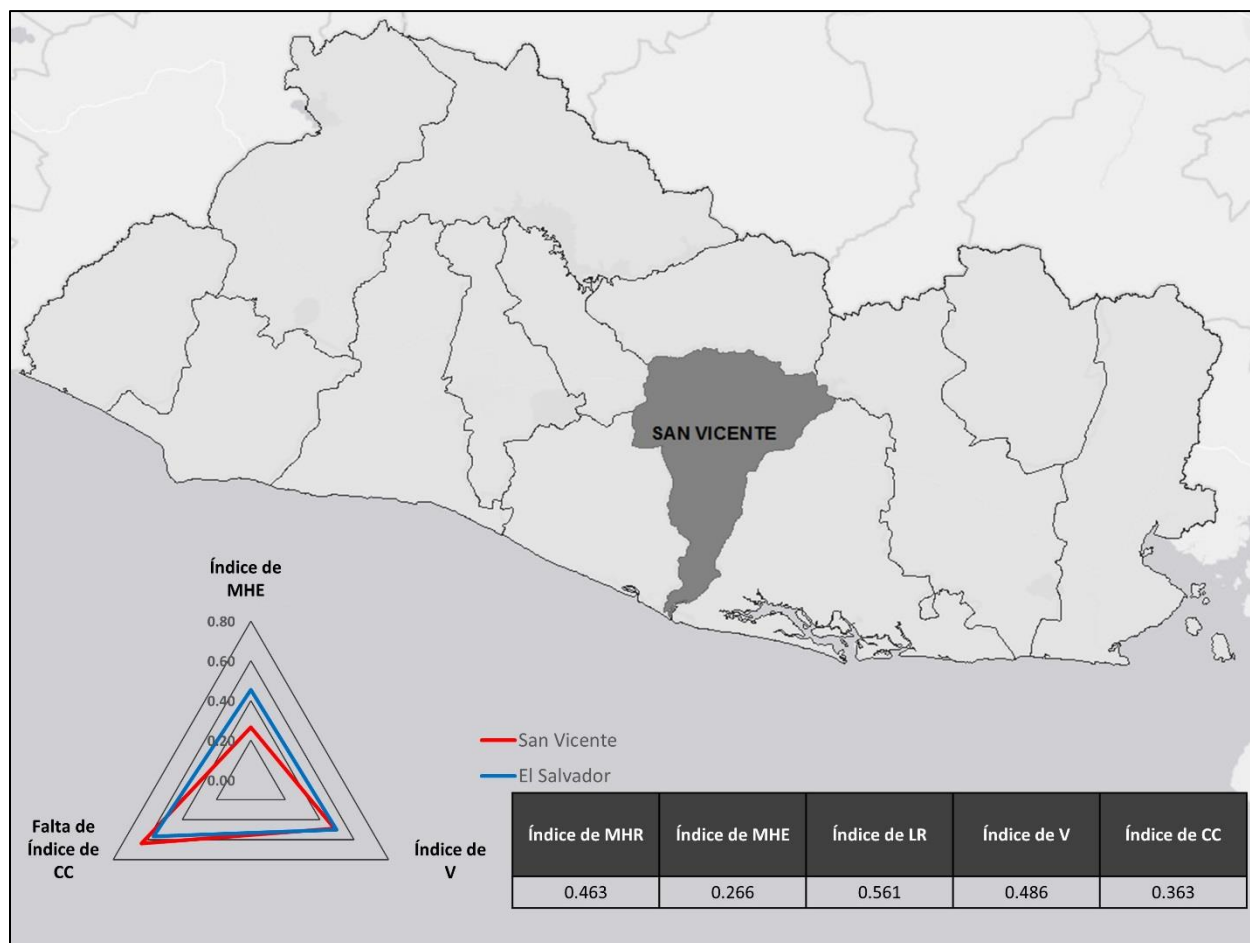 SAN VICENTE
Índice de
MHE
0.80
0.60
0.40
0.20
0.00
Falta de
Índice de
CC
Índice de
V
San Vicente
El Salvador
Índice de MHR Índice de MHE Índice de LR Índice de V Índice de CC
0.463 0.266 0.561 0.486 0.363